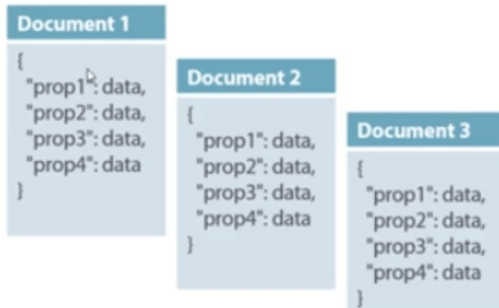 Document 1
{
"prop1": data,
"prop2": data,
"prop3": data,
"prop4": data
}
Document 2
{
"prop1": data,
"prop2": data,
"prop3": data,
"prop4": data
}
Document 3
{
"prop1": data,
"prop2": data,
"prop3": data,
"prop4": data
}